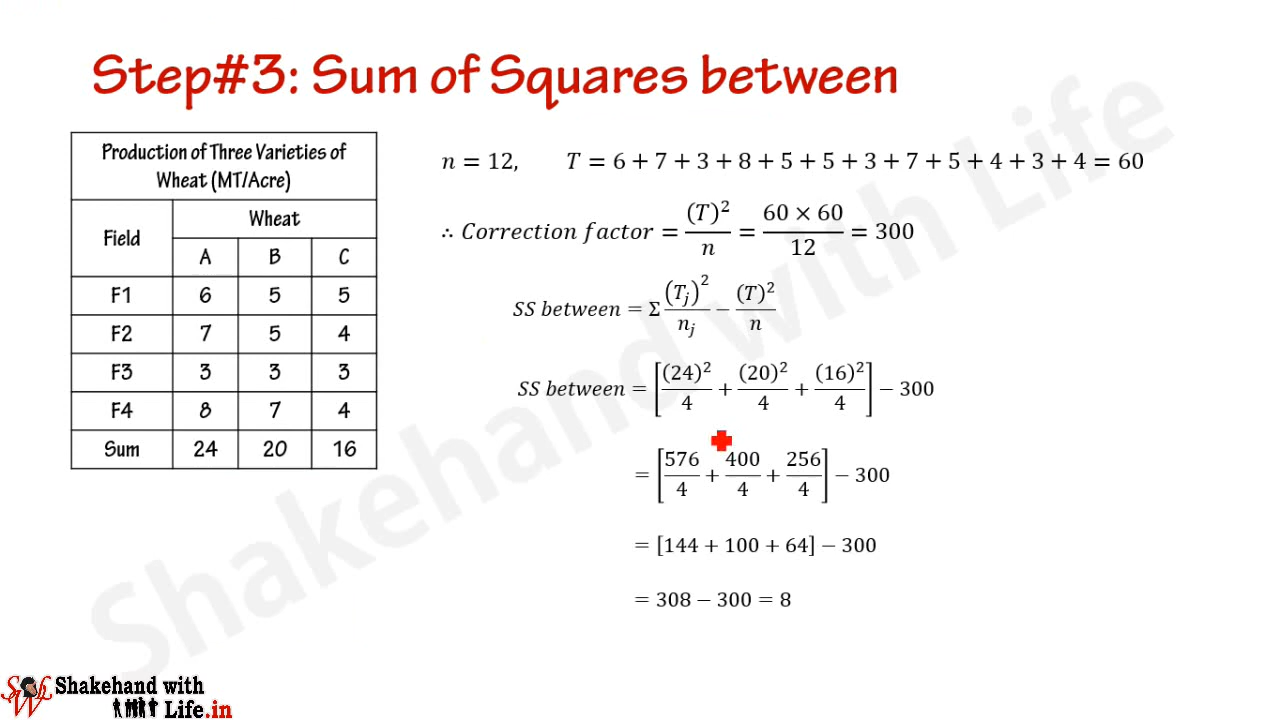 Step#3: Sum of Squares between
Production of Three Varieties of
Wheat (MT/Acre)
Field Wheat
A B C
F1 6 5 5
F2 7 5 4
F3 3 3 3
F4 8 7 4
Sum 24 20 16
n = 12, T = 6 + 7 + 3 + 8 + 5 + 5 + 3 + 7 + 5 + 4 + 3 + 4 = 60
∴ Correction factor = (T)²/n = 60 × 60/12 = 300
SS between = Σ (Tⱼ)²/nⱼ − (T)²/n
SS between = [(24)²/4 + (20)²/4 + (16)²/4] − 300
= [576/4 + 400/4 + 256/4] − 300
= [144 + 100 + 64] − 300
= 308 − 300 = 8
Shakehand with Life
SWL Shakehand with
Life.in